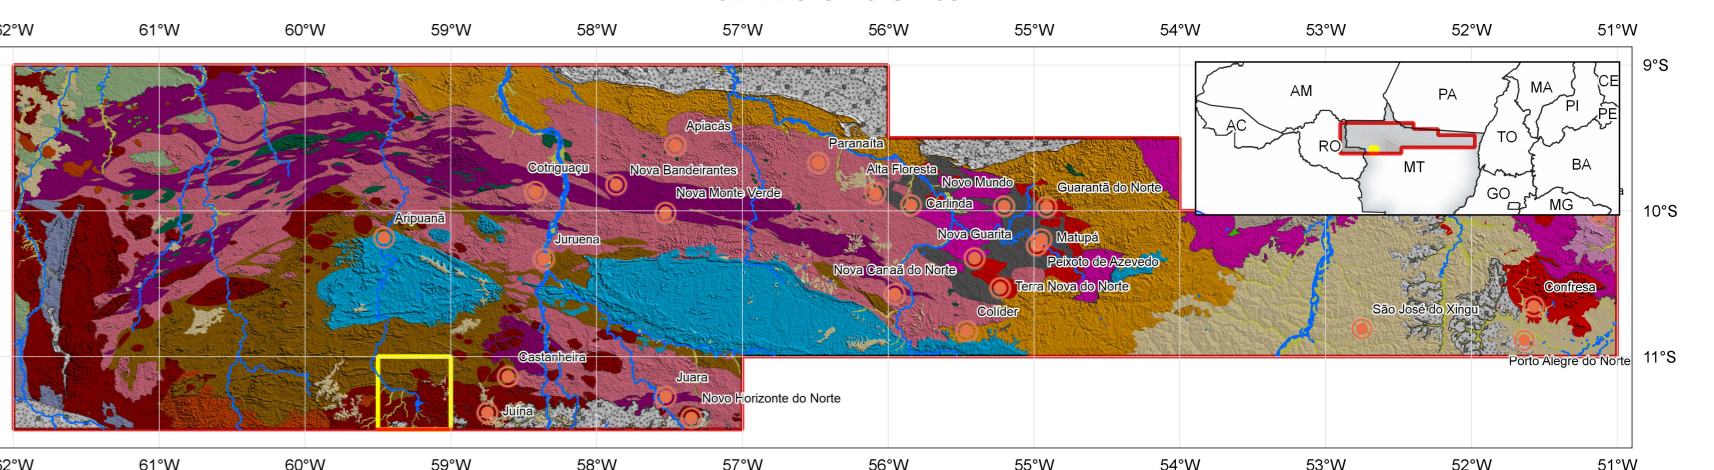 62°W 61°W 60°W 59°W 58°W 57°W 56°W 55°W 54°W 53°W 52°W 51°W
9°S
AM PA MA CE
PI PE
AC RO TO
MT BA
GO MG
Apiacás
Paranaíta
Cotriguaçu Nova Bandeirantes Alta Floresta
Novo Mundo Guarantã do Norte
Nova Monte Verde Carlinda
10°S
Aripuanã
Juruena Nova Guarita Matupá
Nova Canaã do Norte Peixoto de Azevedo
Terra Nova do Norte Confresa
Colíder São José do Xingu
Castanheira 11°S
Porto Alegre do Norte
Juara
Novo Horizonte do Norte
Juína
62°W 61°W 60°W 59°W 58°W 57°W 56°W 55°W 54°W 53°W 52°W 51°W